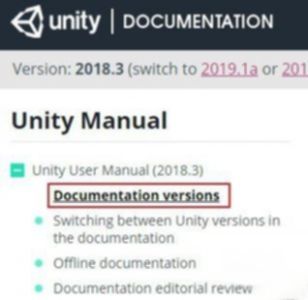 unity | DOCUMENTATION
Version: 2018.3 (switch to 2019.1a or 201
Unity Manual
Unity User Manual (2018.3)
Documentation versions
Switching between Unity versions in
the documentation
Offline documentation
Documentation editorial review